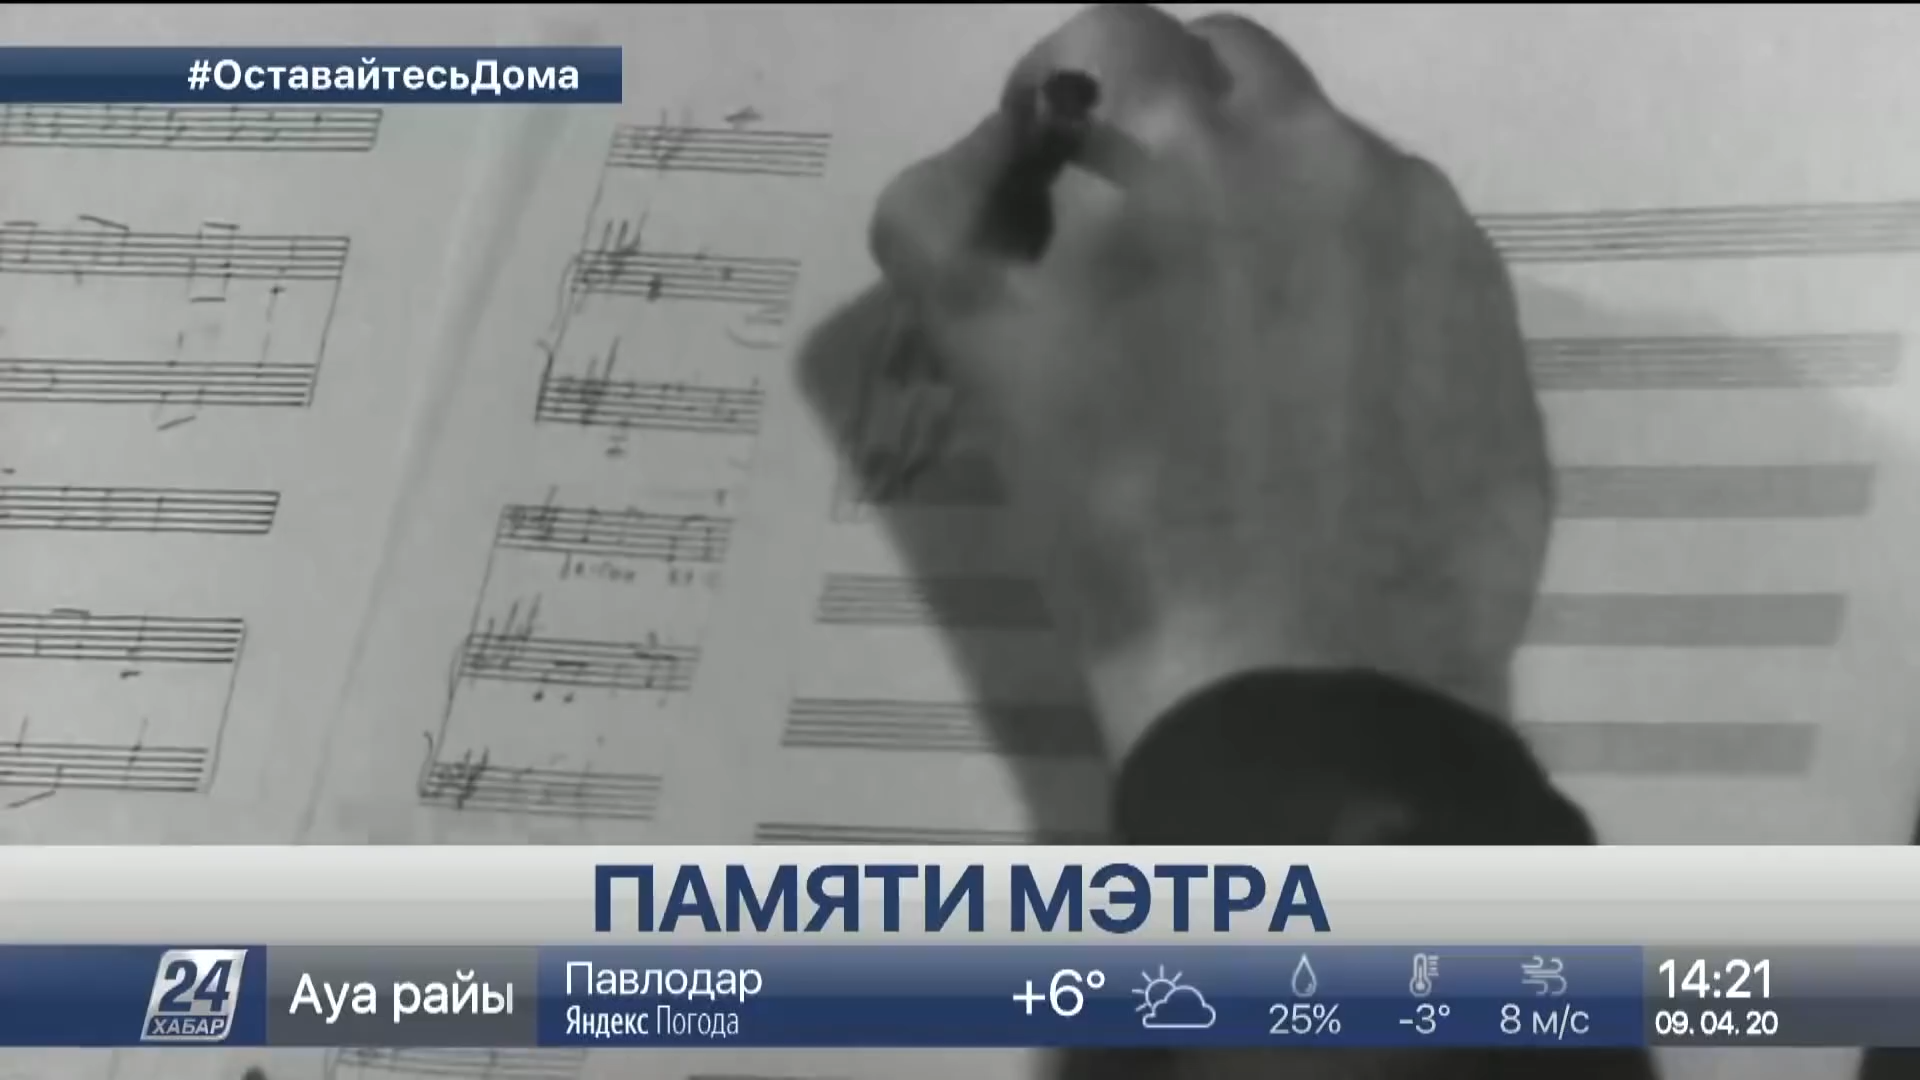 #ОставайтесьДома
ПАМЯТИ МЭТРА
24
ХАБАР
Ауа райы
Павлодар
Яндекс Погода
+6°
25%
-3°
8 м/с
14:21
09. 04. 20